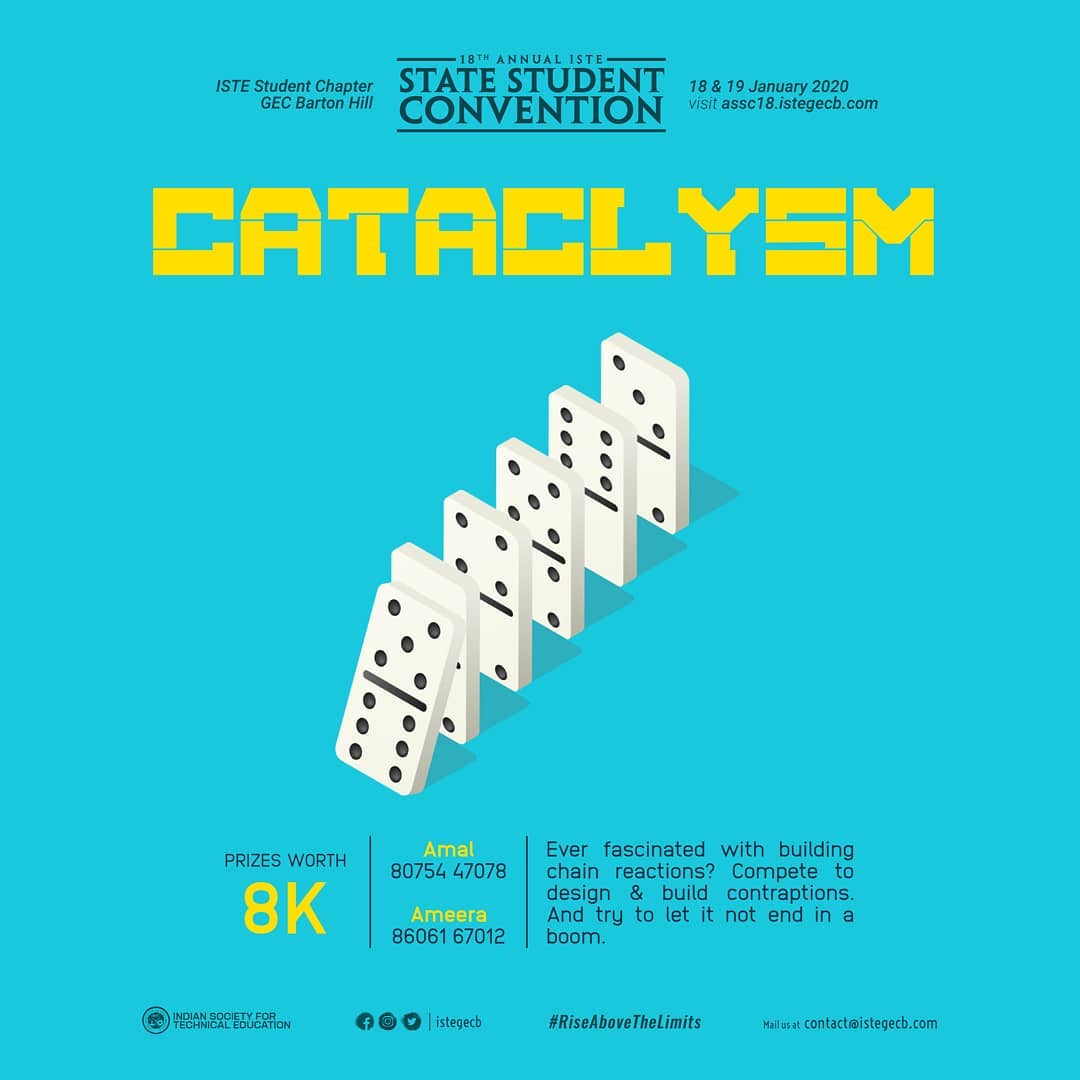 ISTE Student Chapter
GEC Barton Hill
18TH ANNUAL ISTE
STATE STUDENT
CONVENTION
18 & 19 January 2020
visit assc18.istegecb.com
CATACLYSM
PRIZES WORTH
8K
Amal
80754 47078
Ameera
86061 67012
Ever fascinated with building
chain reactions? Compete to
design & build contraptions.
And try to let it not end in a
boom.
INDIAN SOCIETY FOR
TECHNICAL EDUCATION
istegecb
#RiseAboveTheLimits
Mail us at contact@istegecb.com